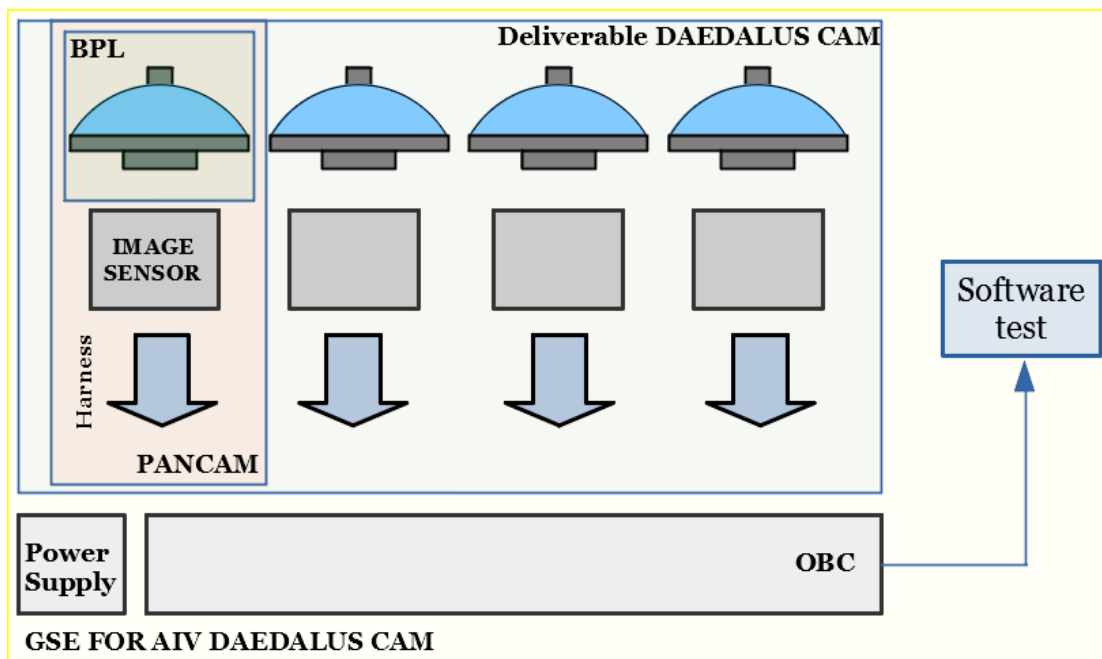 Deliverable DAEDALUS CAM
BPL
IMAGE
SENSOR
Harness
PANCAM
Software
test
Power
Supply
OBC
GSE FOR AIV DAEDALUS CAM